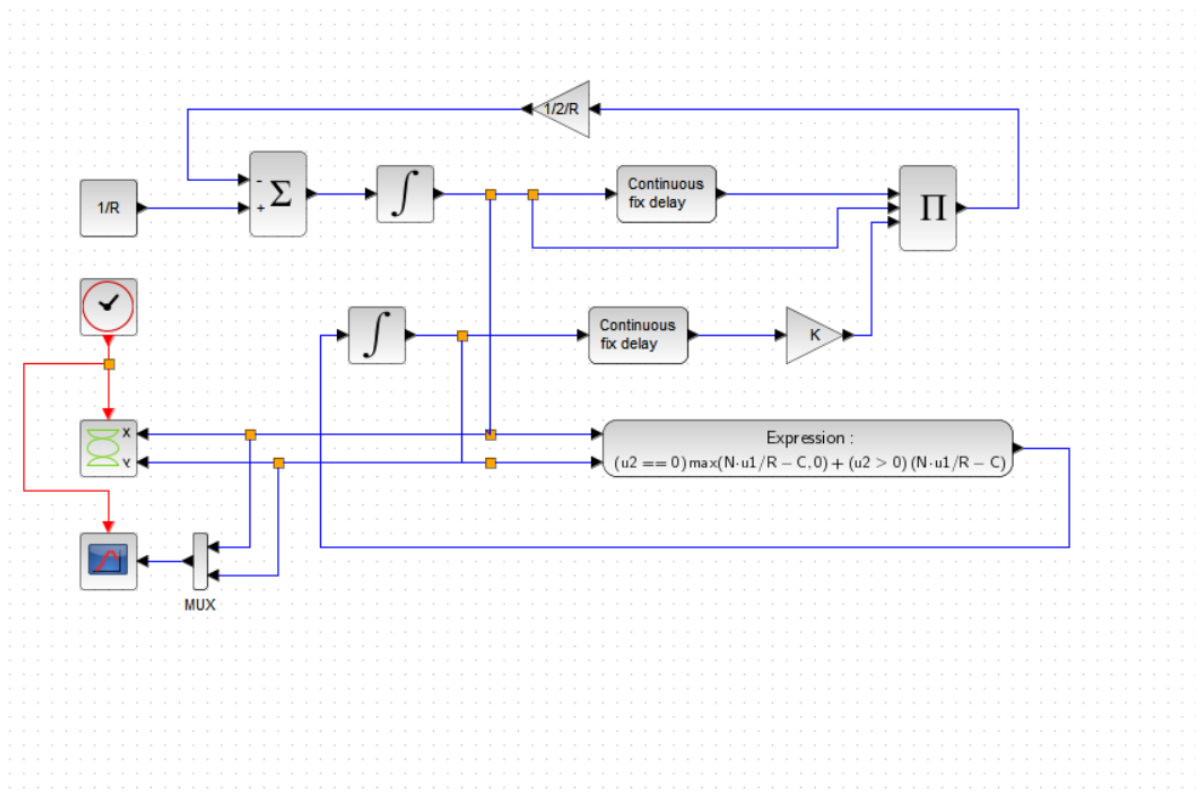 1/2/R
-
Σ
+
1/R
∫
Continuous
fix delay
Π
∫
Continuous
fix delay
K
X
Y
Expression :
(u2 == 0) max(N·u1/R − C, 0) + (u2 > 0) (N·u1/R − C)
MUX